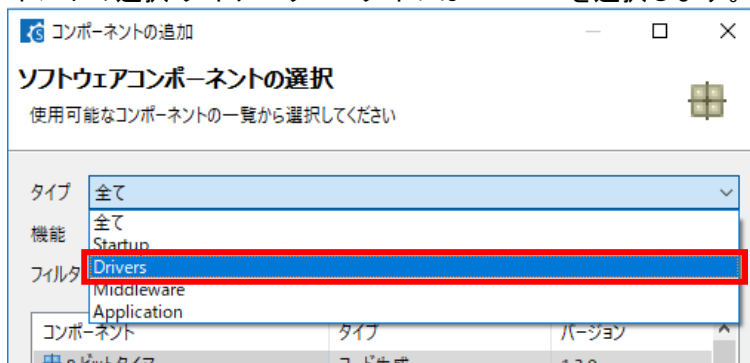 コンポーネントの追加
ソフトウェアコンポーネントの選択
使用可能なコンポーネントの一覧から選択してください
タイプ 全て
全て
機能
Startup
フィルタ Drivers
Middleware
Application
コンポーネント タイプ バージョン